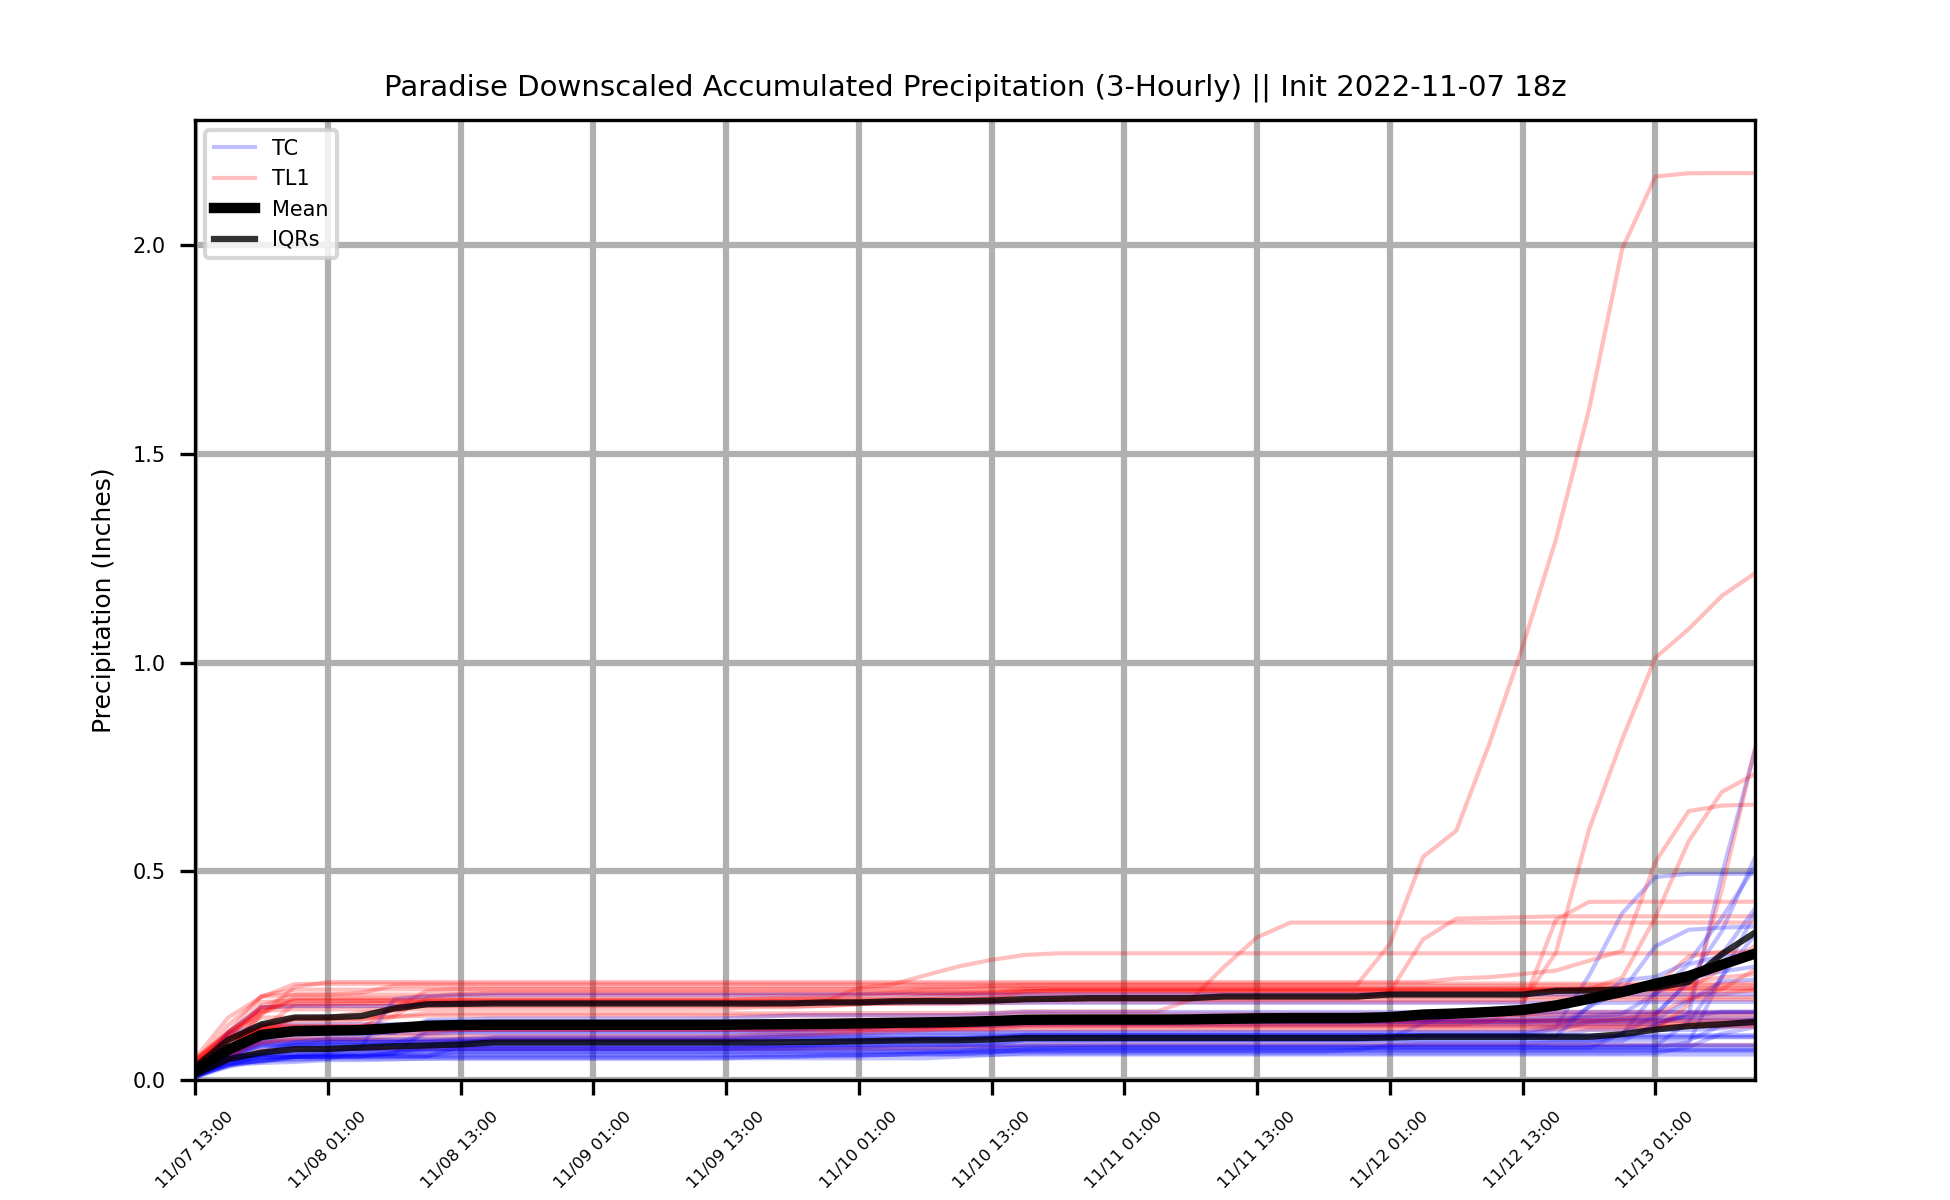 Paradise Downscaled Accumulated Precipitation (3-Hourly) || Init 2022-11-07 18z
TC
TL1
Mean
IQRs
Precipitation (Inches)
2.0
1.5
1.0
0.5
0.0
11/07 13:00
11/08 01:00
11/08 13:00
11/09 01:00
11/09 13:00
11/10 01:00
11/10 13:00
11/11 01:00
11/11 13:00
11/12 01:00
11/12 13:00
11/13 01:00